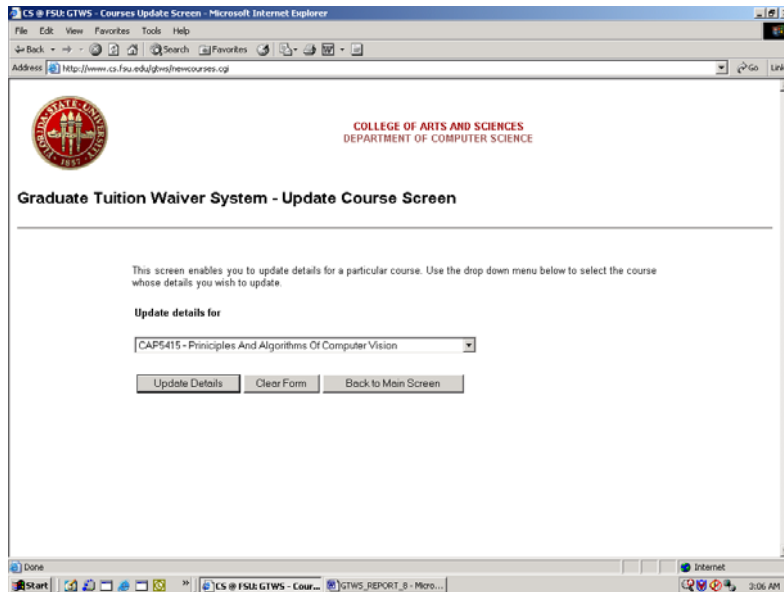 CS @ FSU: GTWS - Courses Update Screen - Microsoft Internet Explorer
File Edit View Favorites Tools Help
Back Search Favorites
Address http://www.cs.fsu.edu/gtws/newcourses.cgi Go Link
STATE UNIVERSITY
FLORIDA
1857
COLLEGE OF ARTS AND SCIENCES
DEPARTMENT OF COMPUTER SCIENCE
Graduate Tuition Waiver System - Update Course Screen
This screen enables you to update details for a particular course. Use the drop down menu below to select the course
whose details you wish to update.
Update details for
CAP5415 - Priniciples And Algorithms Of Computer Vision
Update Details Clear Form Back to Main Screen
Done Internet
Start » CS @ FSU: GTWS - Cour... GTWS_REPORT_8 - Micro... 3:06 AM